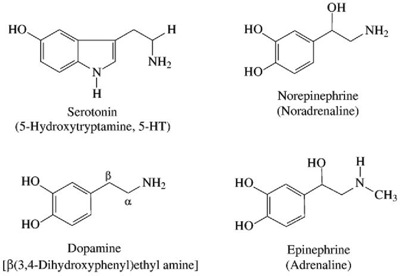 HO
H
NH₂
N
H
Serotonin
(5-Hydroxytryptamine, 5-HT)
OH
HO
NH₂
HO
Norepinephrine
(Noradrenaline)
HO
β
NH₂
α
HO
Dopamine
[β(3,4-Dihydroxyphenyl)ethyl amine]
OH
H
HO
N
CH₃
HO
Epinephrine
(Adrenaline)